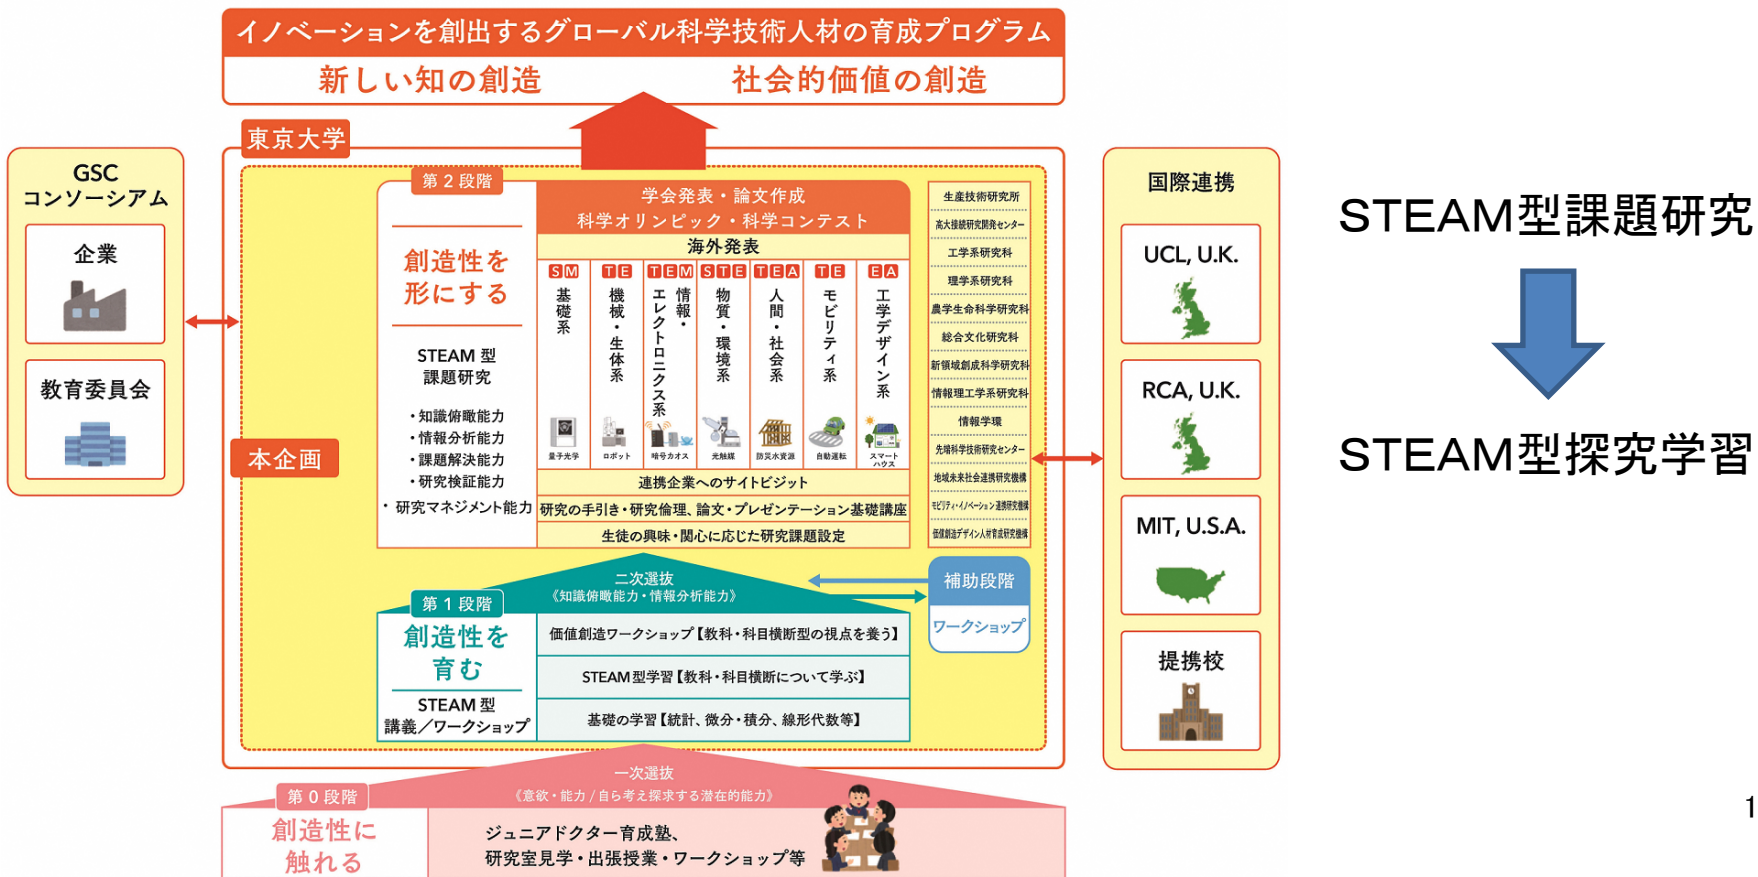 イノベーションを創出するグローバル科学技術人材の育成プログラム
新しい知の創造
社会的価値の創造
東京大学
GSC
コンソーシアム
企業
教育委員会
本企画
第2段階
創造性を
形にする
STEAM 型
課題研究
・知識俯瞰能力
・情報分析能力
・課題解決能力
・研究検証能力
・研究マネジメント能力
学会発表・論文作成
科学オリンピック・科学コンテスト
海外発表
SM
基礎系
量子光学
TE
機械・生体系
ロボット
TEM
情報・
エレクトロニクス系
暗号カオス
STE
物質・環境系
光触媒
TEA
人間・社会系
防災水資源
TE
モビリティ系
自動運転
EA
工学デザイン系
スマート
ハウス
連携企業へのサイトビジット
研究の手引き・研究倫理、論文・プレゼンテーション基礎講座
生徒の興味・関心に応じた研究課題設定
生産技術研究所
高大接続研究開発センター
工学系研究科
理学系研究科
農学生命科学研究科
総合文化研究科
新領域創成科学研究科
情報理工学系研究科
情報学環
先端科学技術研究センター
地域未来社会連携研究機構
モビリティ・イノベーション連携研究機構
価値創造デザイン人材育成研究機構
二次選抜
《知識俯瞰能力・情報分析能力》
補助段階
ワークショップ
第1段階
創造性を
育む
STEAM 型
講義／ワークショップ
価値創造ワークショップ【教科・科目横断型の視点を養う】
STEAM型学習【教科・科目横断について学ぶ】
基礎の学習【統計、微分・積分、線形代数等】
一次選抜
《意欲・能力/自ら考え探求する潜在的能力》
第0段階
創造性に
触れる
ジュニアドクター育成塾、
研究室見学・出張授業・ワークショップ等
国際連携
UCL, U.K.
RCA, U.K.
MIT, U.S.A.
提携校
STEAM型課題研究
STEAM型探究学習
1